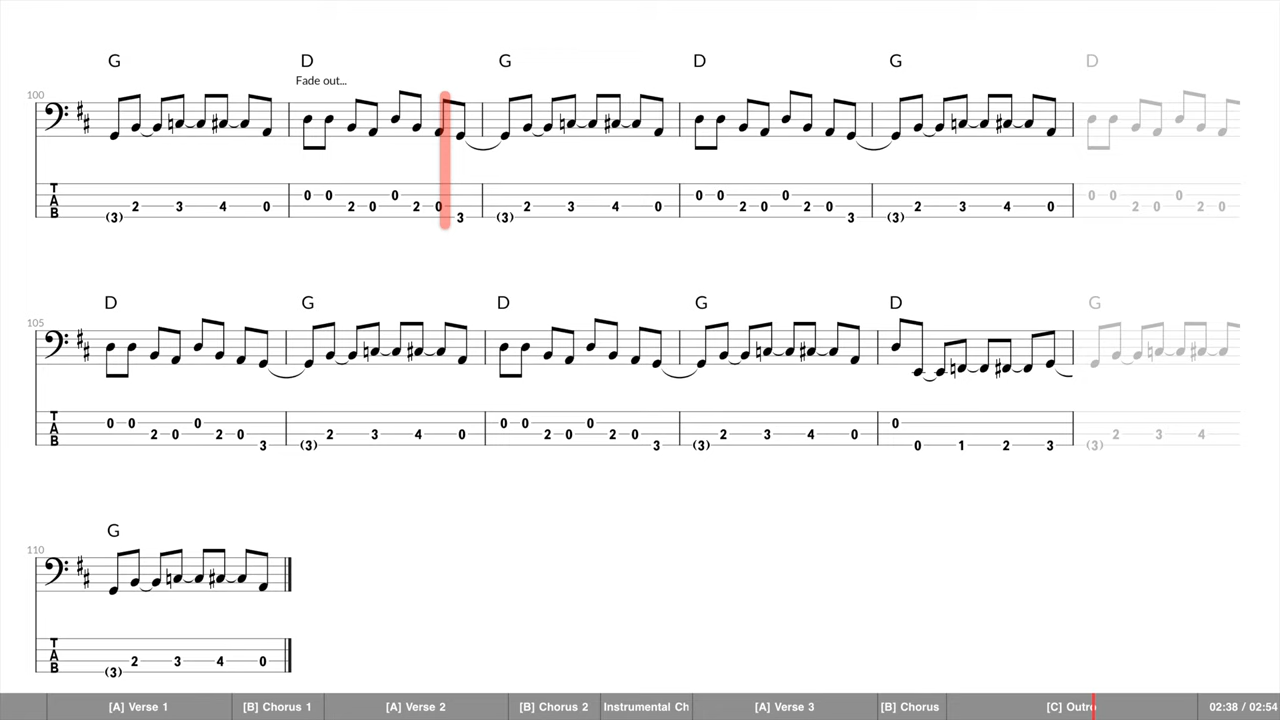 G D G D G D
Fade out...
100
T
A
B
(3) 2 3 4 0 0 0 2 0 0 2 0 3 (3) 2 3 4 0 0 0 2 0 0 2 0 3 (3) 2 3 4 0 0 0 2 0 0 2 0
D G D G D G
105
T
A
B
0 0 2 0 0 2 0 3 (3) 2 3 4 0 0 0 2 0 0 2 0 3 (3) 2 3 4 0 0 0 1 2 3 (3) 2 3 4
G
110
T
A
B
(3) 2 3 4 0
[A] Verse 1 [B] Chorus 1 [A] Verse 2 [B] Chorus 2 Instrumental Ch [A] Verse 3 [B] Chorus [C] Outro 02:38 / 02:54